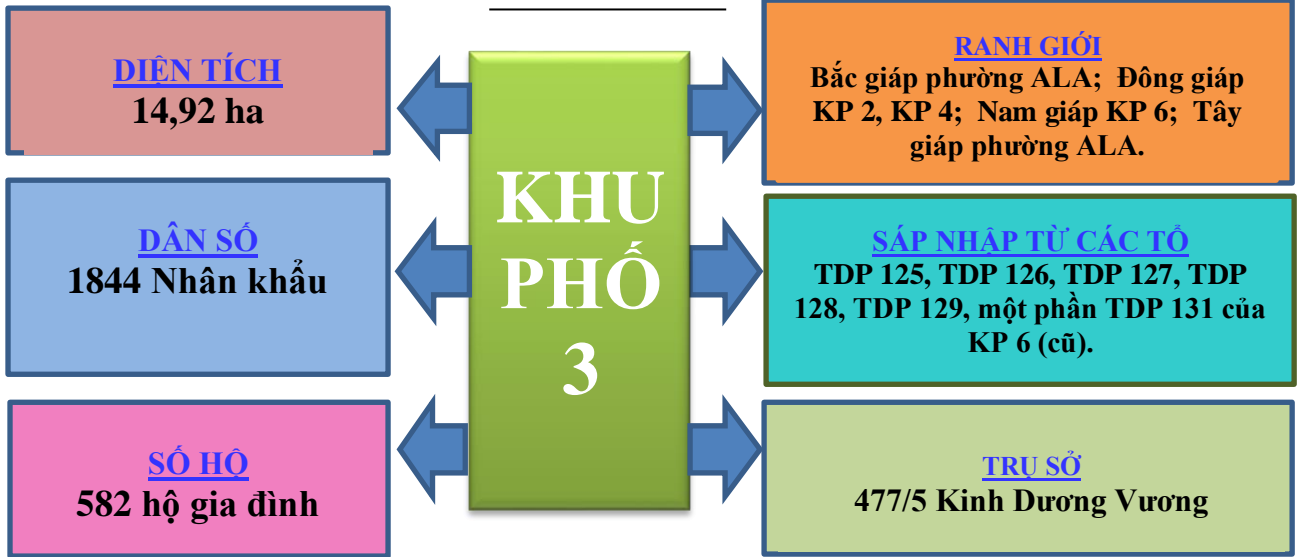 DIỆN TÍCH
14,92 ha
DÂN SỐ
1844 Nhân khẩu
SỐ HỘ
582 hộ gia đình
KHU
PHỐ
3
RANH GIỚI
Bắc giáp phường ALA; Đông giáp
KP 2, KP 4; Nam giáp KP 6; Tây
giáp phường ALA.
SÁP NHẬP TỪ CÁC TỔ
TDP 125, TDP 126, TDP 127, TDP
128, TDP 129, một phần TDP 131 của
KP 6 (cũ).
TRỤ SỞ
477/5 Kinh Dương Vương